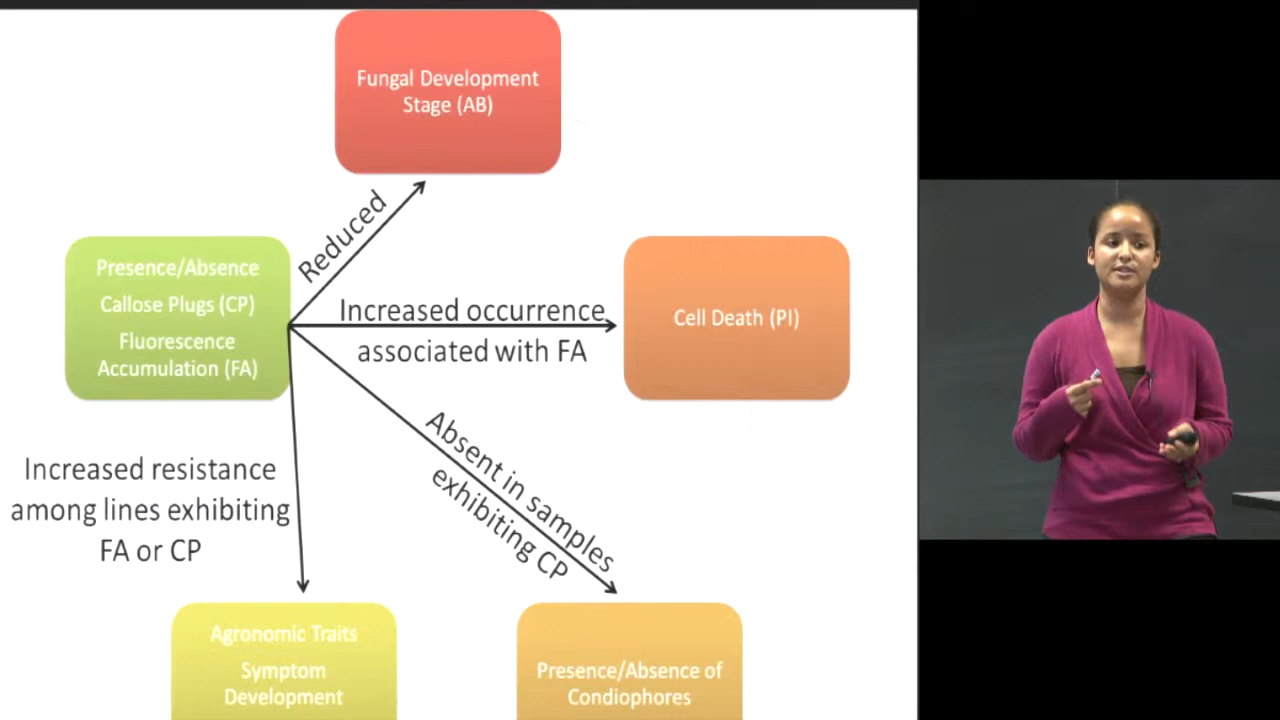 Fungal Development
Stage (AB)
Reduced
Presence/Absence
Callose Plugs (CP)
Fluorescence
Accumulation (FA)
Increased occurrence
associated with FA
Cell Death (PI)
Absent in samples
exhibiting CP
Increased resistance
among lines exhibiting
FA or CP
Agronomic Traits
Symptom
Development
Presence/Absence of
Condiophores